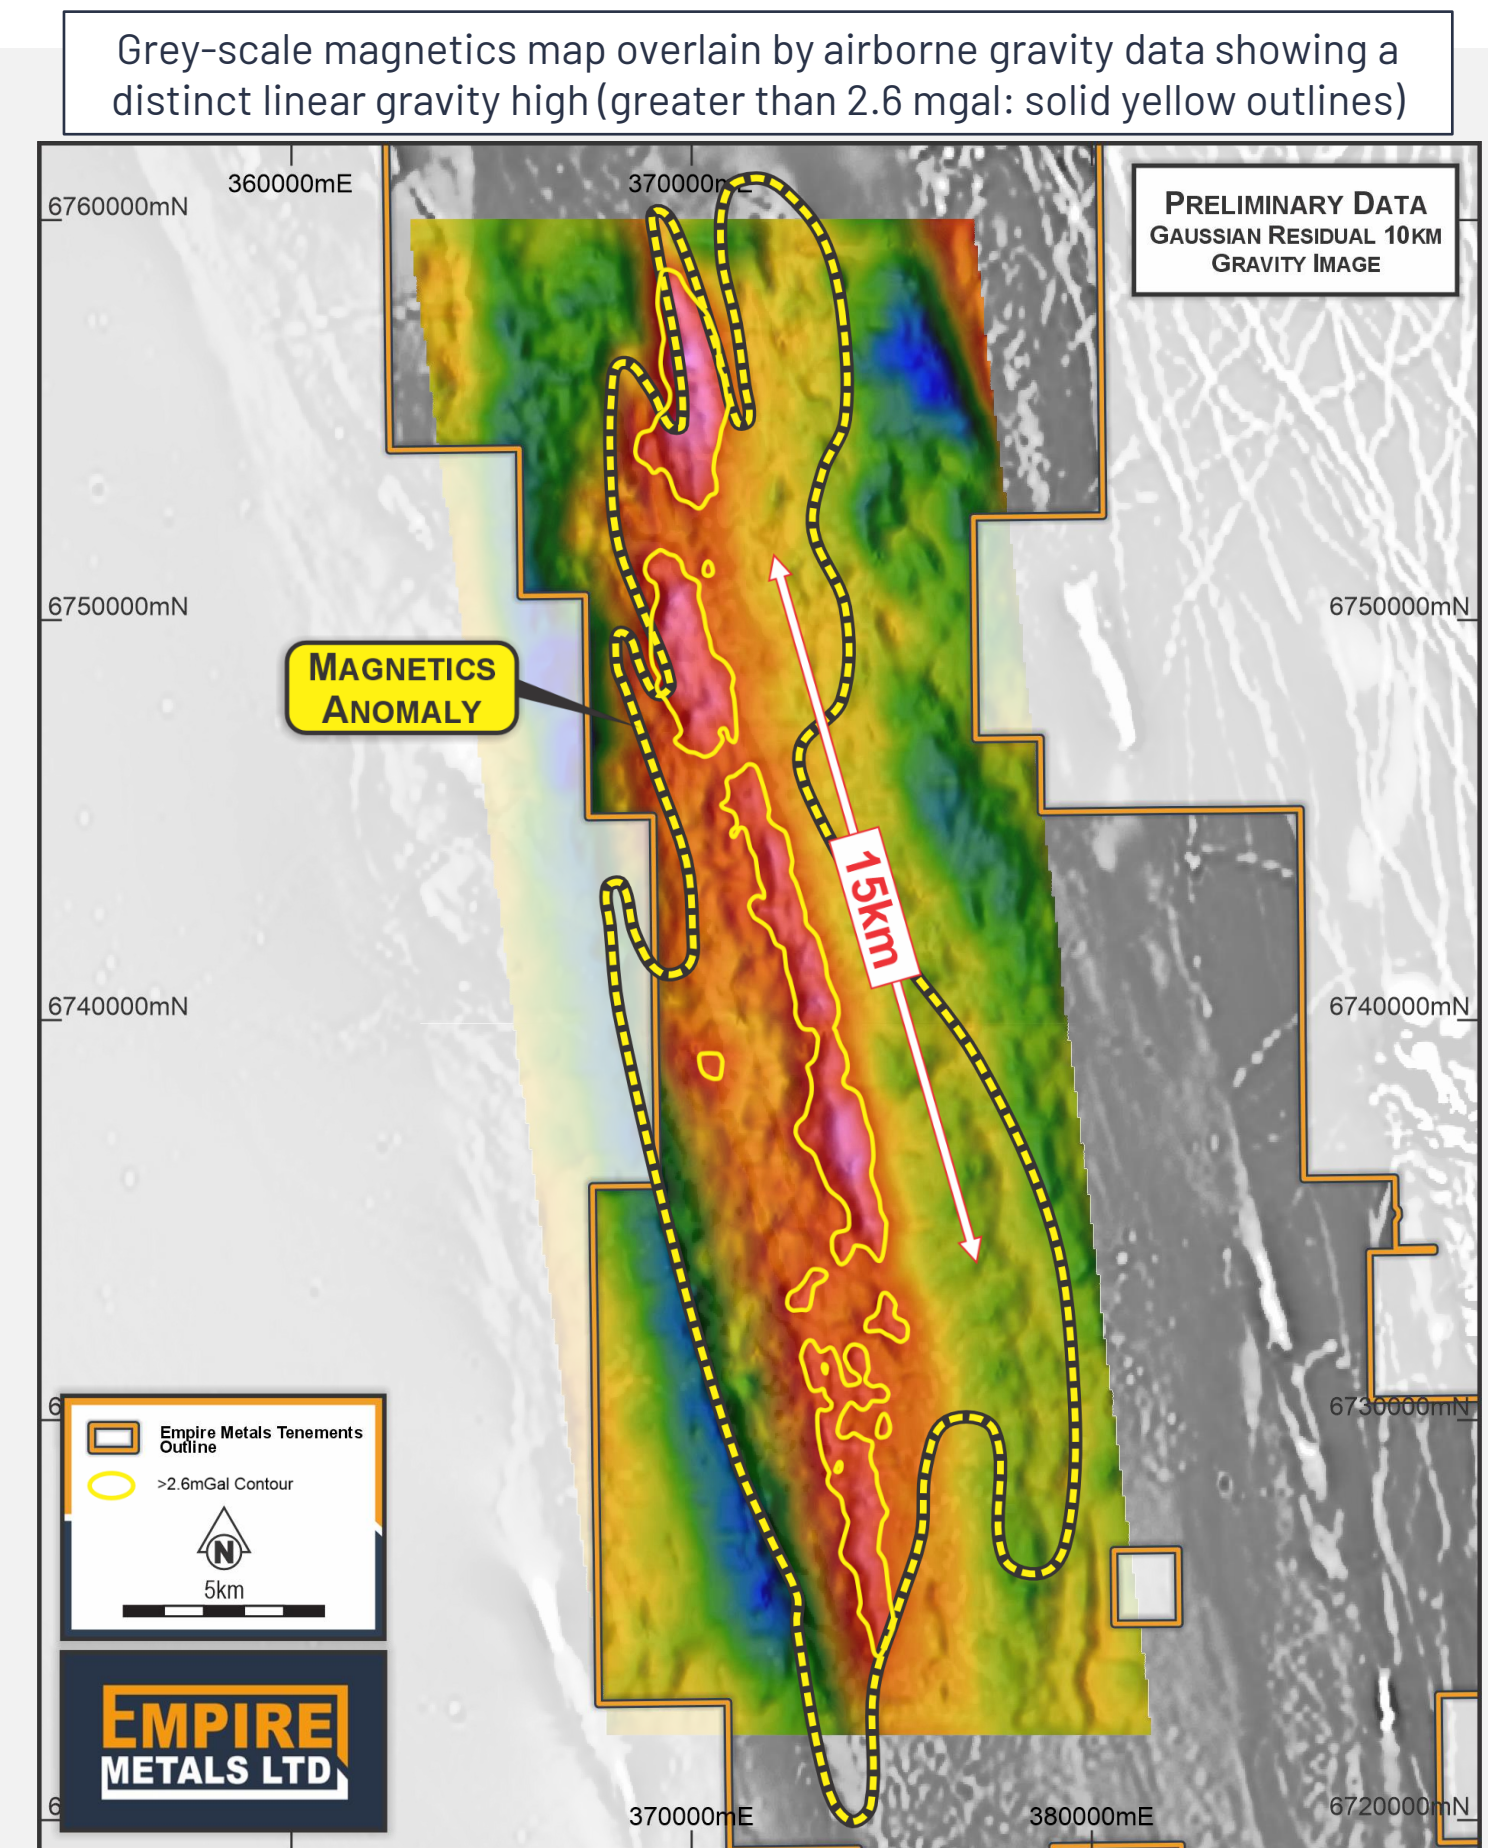 Grey-scale magnetics map overlain by airborne gravity data showing a
distinct linear gravity high (greater than 2.6 mgal: solid yellow outlines)
360000mE
370000mE
6760000mN
PRELIMINARY DATA
GAUSSIAN RESIDUAL 10KM
GRAVITY IMAGE
6750000mN
6750000mN
MAGNETICS
ANOMALY
15km
6740000mN
6740000mN
6
6730000mN
Empire Metals Tenements
Outline
>2.6mGal Contour
N
5km
EMPIRE
METALS LTD
6
370000mE
380000mE
6720000mN